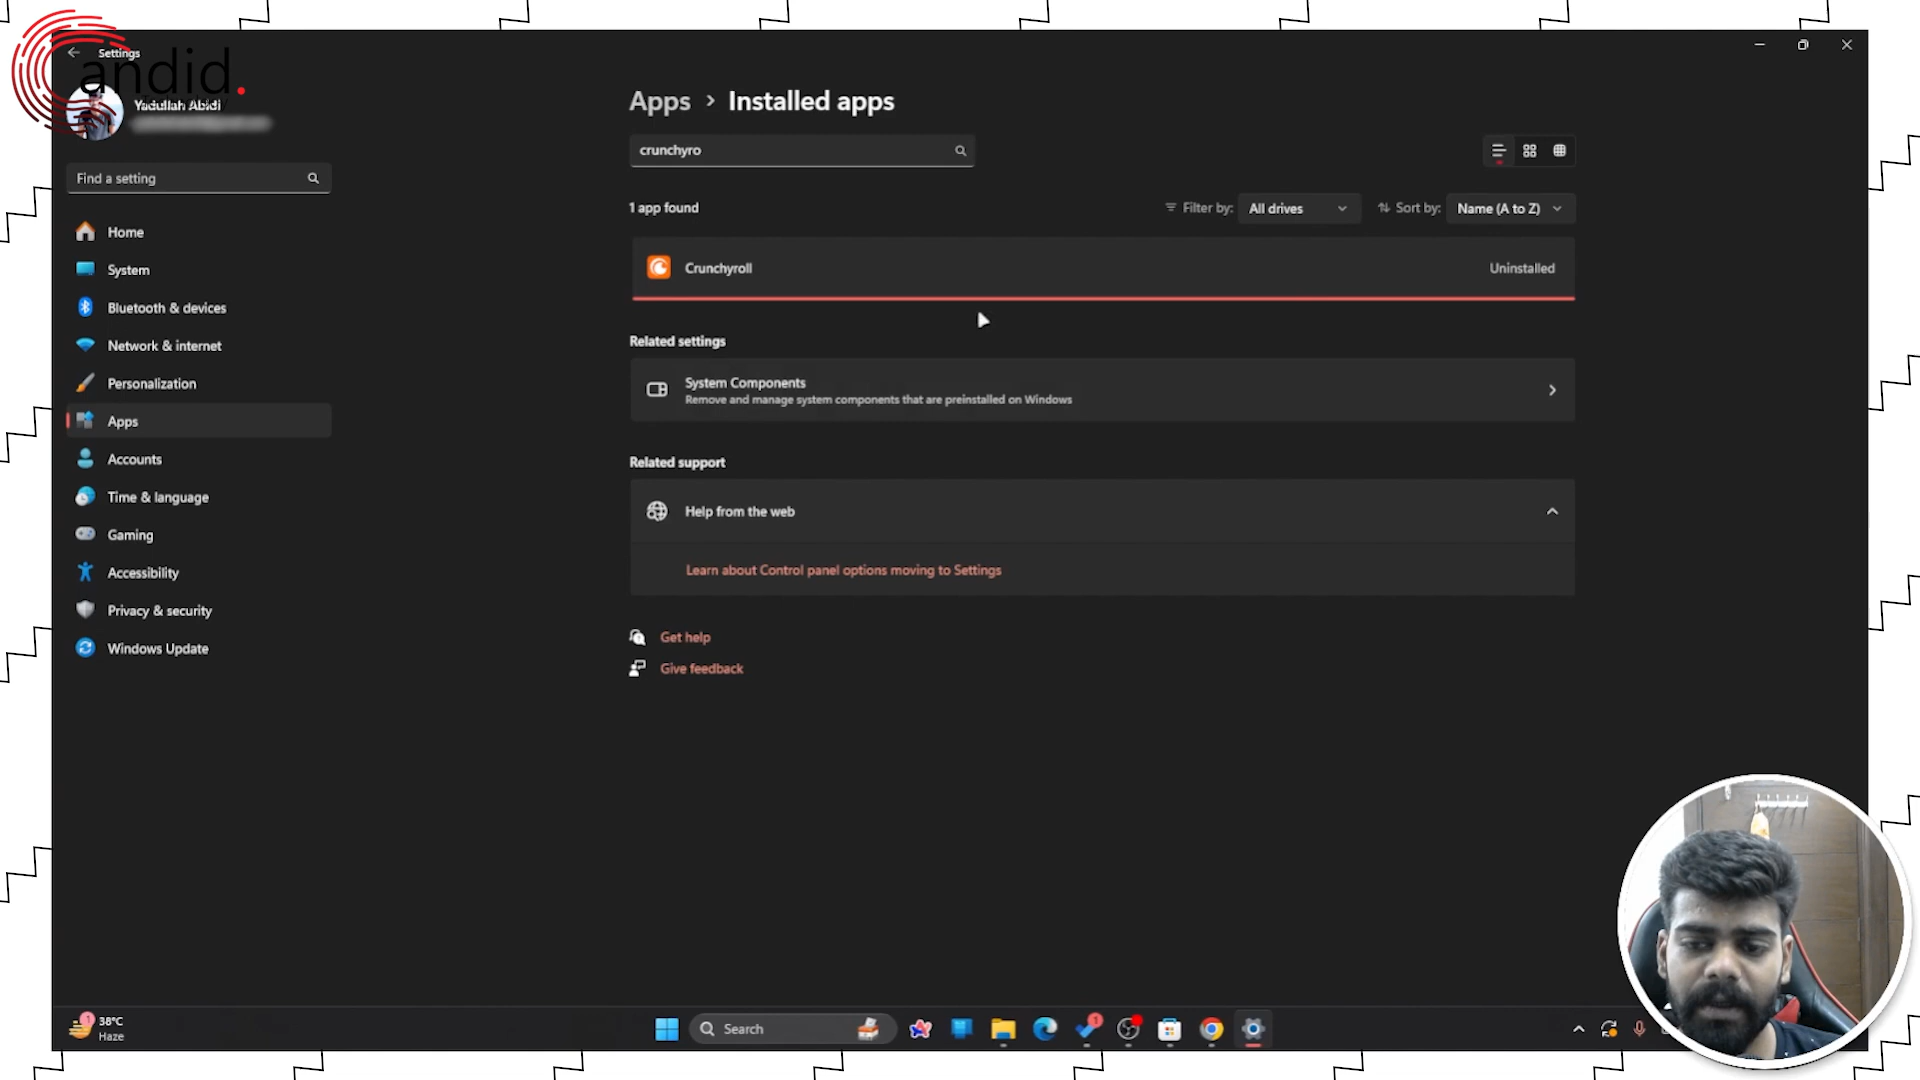 Settings
andid.
Yadullah Abidi
Find a setting
Home
System
Bluetooth & devices
Network & internet
Personalization
Apps
Accounts
Time & language
Gaming
Accessibility
Privacy & security
Windows Update
Apps > Installed apps
crunchyro
1 app found
Filter by: All drives
Sort by: Name (A to Z)
Crunchyroll
Uninstalled
Related settings
System Components
Remove and manage system components that are preinstalled on Windows
Related support
Help from the web
Learn about Control panel options moving to Settings
Get help
Give feedback
1
38°C
Haze
Search
1